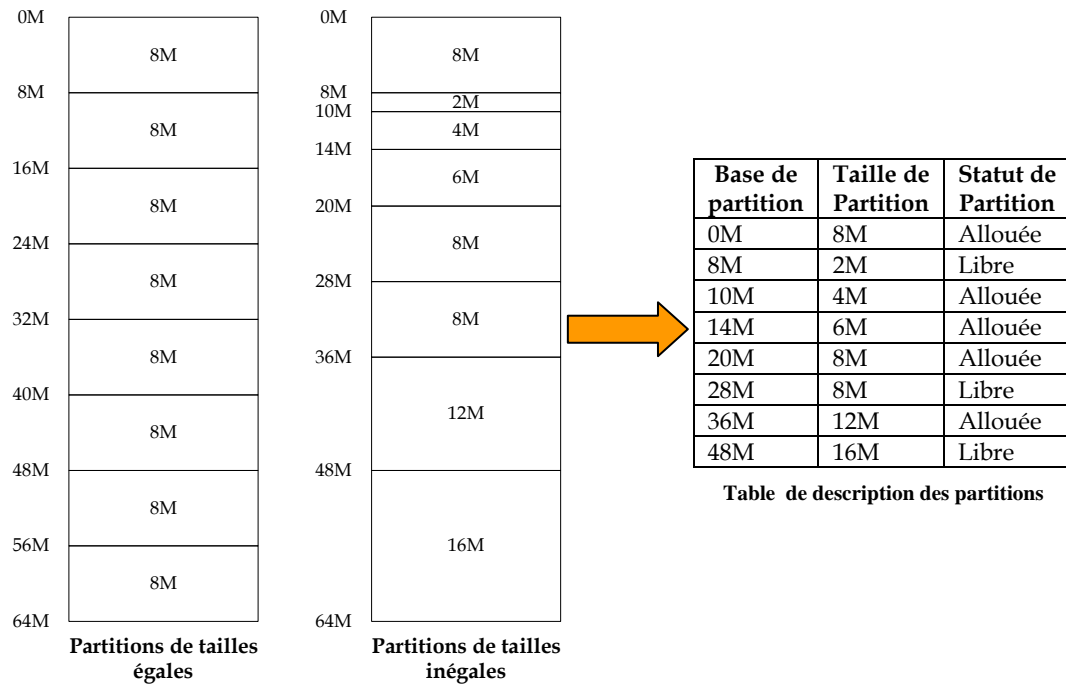 0M
8M
8M
8M
16M
8M
24M
8M
32M
8M
40M
8M
48M
8M
56M
8M
64M
Partitions de tailles
égales
0M
8M
8M
2M
10M
4M
14M
6M
20M
8M
28M
8M
36M
12M
48M
16M
64M
Partitions de tailles
inégales
Base de partition Taille de Partition Statut de Partition
0M 8M Allouée
8M 2M Libre
10M 4M Allouée
14M 6M Allouée
20M 8M Allouée
28M 8M Libre
36M 12M Allouée
48M 16M Libre
Table de description des partitions